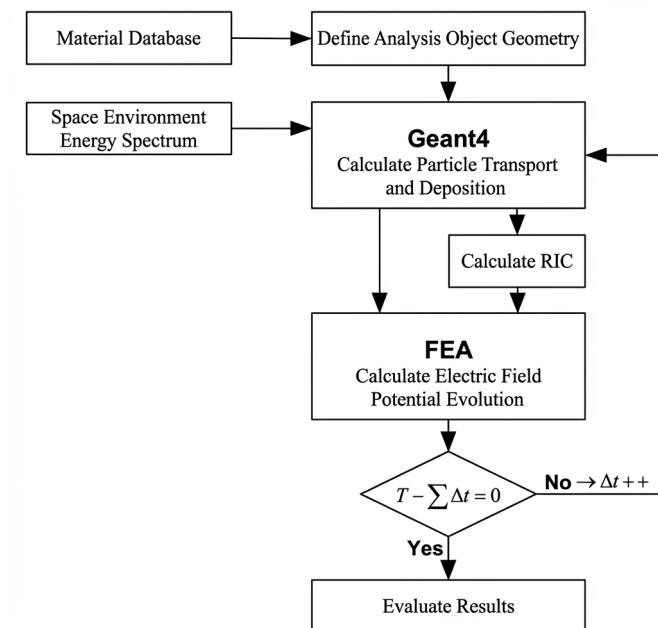 Material Database
Define Analysis Object Geometry
Space Environment
Energy Spectrum
Geant4
Calculate Particle Transport
and Deposition
Calculate RIC
FEA
Calculate Electric Field
Potential Evolution
T − ∑ Δt = 0
No → Δt ++
Yes
Evaluate Results